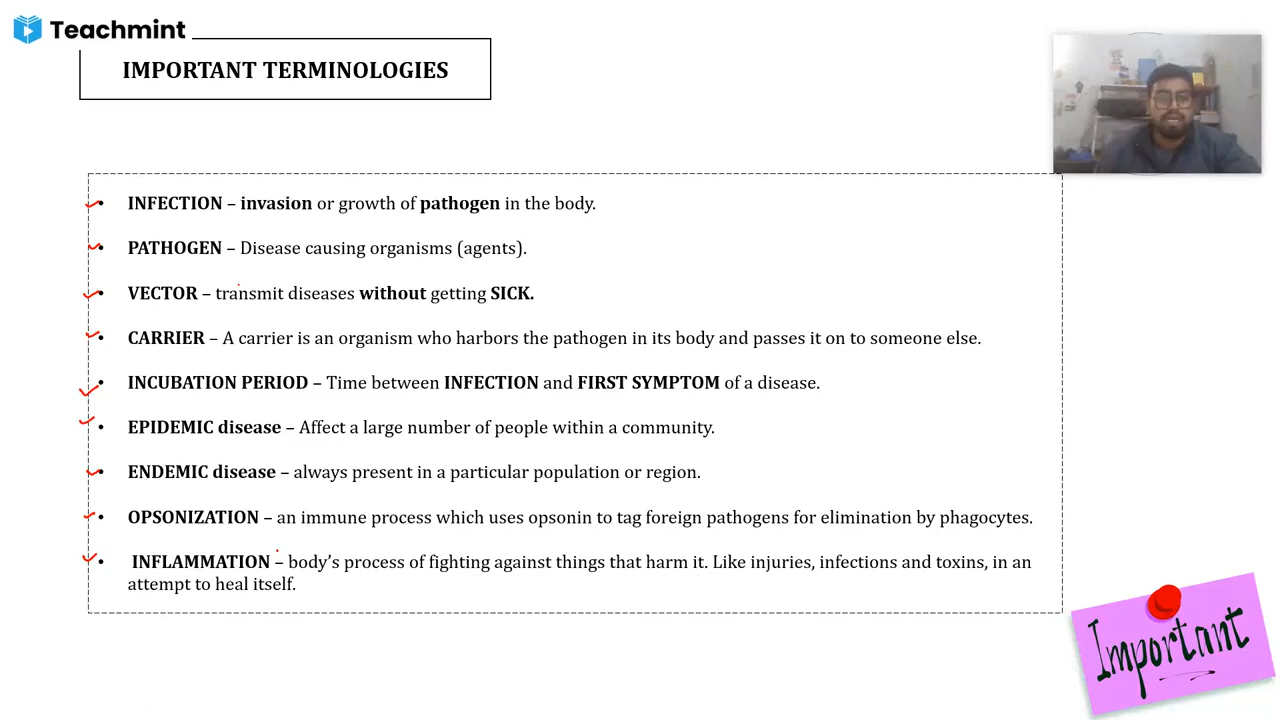 Teachmint
IMPORTANT TERMINOLOGIES
• INFECTION – invasion or growth of pathogen in the body.
• PATHOGEN – Disease causing organisms (agents).
• VECTOR – transmit diseases without getting SICK.
• CARRIER – A carrier is an organism who harbors the pathogen in its body and passes it on to someone else.
• INCUBATION PERIOD – Time between INFECTION and FIRST SYMPTOM of a disease.
• EPIDEMIC disease – Affect a large number of people within a community.
• ENDEMIC disease – always present in a particular population or region.
• OPSONIZATION – an immune process which uses opsonin to tag foreign pathogens for elimination by phagocytes.
• INFLAMMATION – body’s process of fighting against things that harm it. Like injuries, infections and toxins, in an
attempt to heal itself.
Important